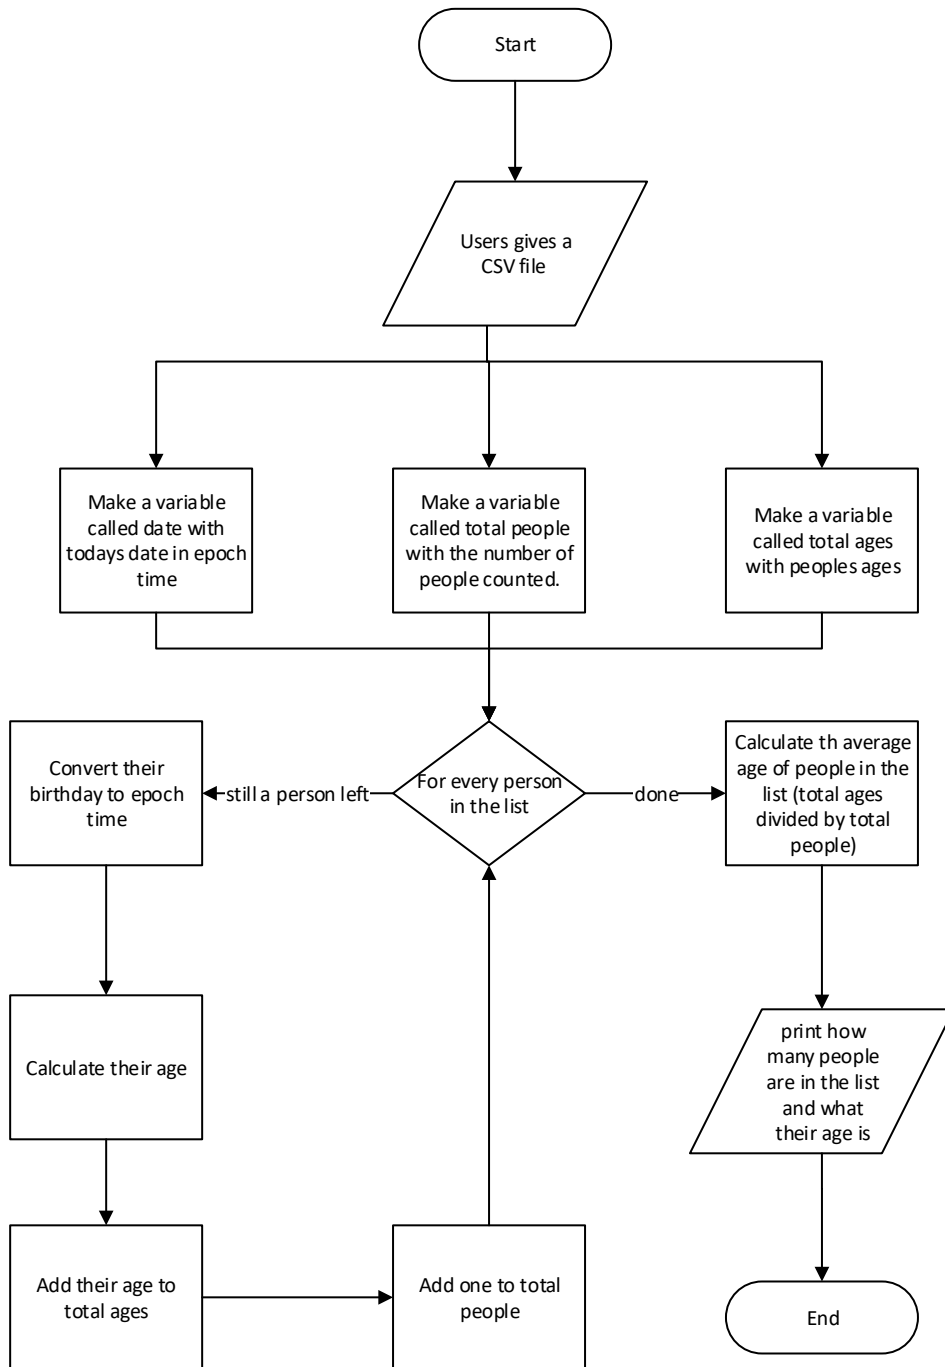 Start
Users gives a
CSV file
Make a variable
called date with
todays date in epoch
time
Make a variable
called total people
with the number of
people counted.
Make a variable
called total ages
with peoples ages
Convert their
birthday to epoch
time
still a person left
For every person
in the list
done
Calculate th average
age of people in the
list (total ages
divided by total
people)
Calculate their age
print how
many people
are in the list
and what
their age is
Add their age to
total ages
Add one to total
people
End